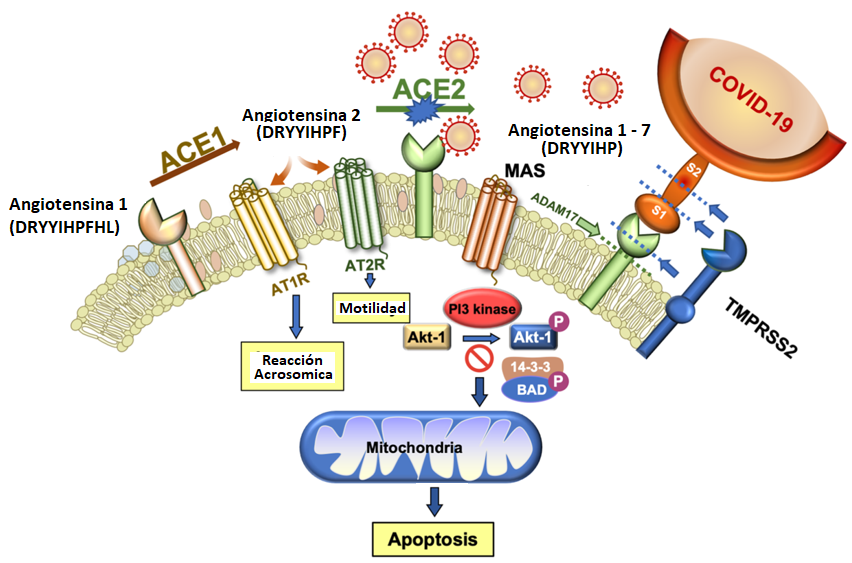 Angiotensina 1
(DRYYIHPFHL)
ACE1
Angiotensina 2
(DRYYIHPF)
ACE2
Angiotensina 1 - 7
(DRYYIHP)
MAS
ADAM17
COVID-19
S2
S1
TMPRSS2
AT1R
AT2R
Motilidad
Reacción
Acrosomica
PI3 kinase
Akt-1
Akt-1
P
14-3-3
BAD
P
Mitochondria
Apoptosis